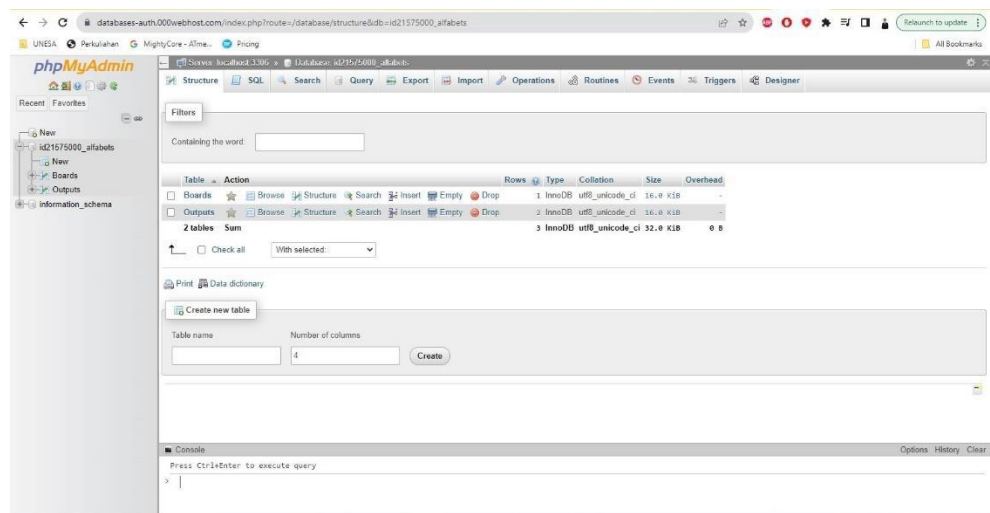 databases-auth.000webhost.com/index.php?route=/database/structure&db=id21575000_alfabets
Relaunch to update
UNESA Perkuliahan MightyCore - ATme... Pricing All Bookmarks
phpMyAdmin
Recent Favorites
New
id21575000_alfabets
New
Boards
Outputs
information_schema
Server: localhost:3306 » Database: id21575000_alfabets
Structure SQL Search Query Export Import Operations Routines Events Triggers Designer
Filters
Containing the word:
Table Action Rows Type Collation Size Overhead
Boards Browse Structure Search Insert Empty Drop 1 InnoDB utf8_unicode_ci 16.0 KiB -
Outputs Browse Structure Search Insert Empty Drop 2 InnoDB utf8_unicode_ci 16.0 KiB -
2 tables Sum 3 InnoDB utf8_unicode_ci 32.0 KiB 0 B
Check all With selected:
Print Data dictionary
Create new table
Table name Number of columns
4 Create
Console Options History Clear
Press Ctrl+Enter to execute query
>